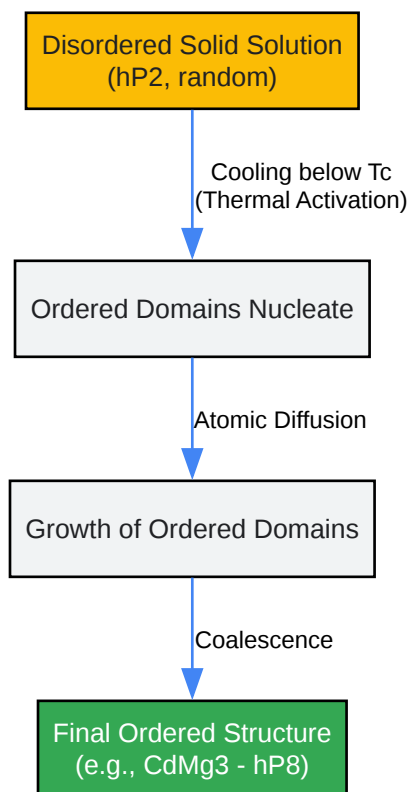 Disordered Solid Solution
(hP2, random)
Cooling below Tc
(Thermal Activation)
Ordered Domains Nucleate
Atomic Diffusion
Growth of Ordered Domains
Coalescence
Final Ordered Structure
(e.g., CdMg3 - hP8)